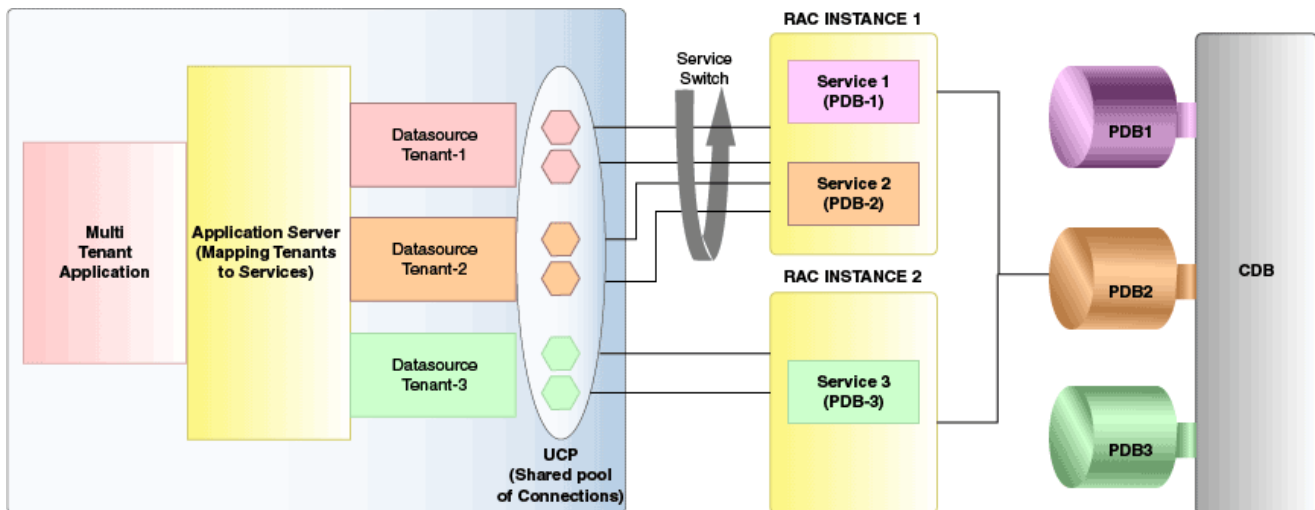 Multi
Tenant
Application
Application Server
(Mapping Tenants
to Services)
Datasource
Tenant-1
Datasource
Tenant-2
Datasource
Tenant-3
UCP
(Shared pool
of Connections)
Service
Switch
RAC INSTANCE 1
Service 1
(PDB-1)
Service 2
(PDB-2)
RAC INSTANCE 2
Service 3
(PDB-3)
PDB1
PDB2
PDB3
CDB